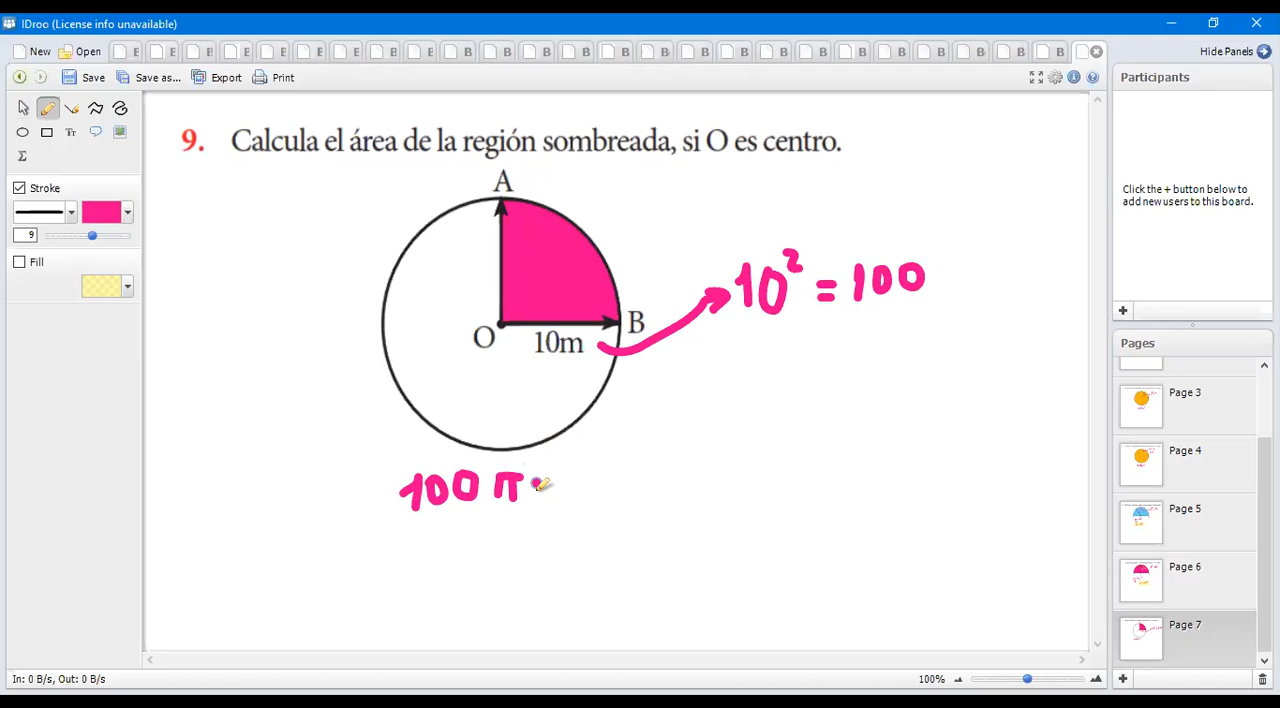 IDroo (License info unavailable)
New Open E E E E E E E E B B B B B B B B B B B B B B B B Hide Panels
Save Save as... Export Print
Participants
Click the + button below to
add new users to this board.
Tt
Σ
Stroke
9
Fill
9. Calcula el área de la región sombreada, si O es centro.
A
O
B
10m
10² = 100
100 π
Pages
Page 3
Page 4
Page 5
Page 6
Page 7
In: 0 B/s, Out: 0 B/s
100%